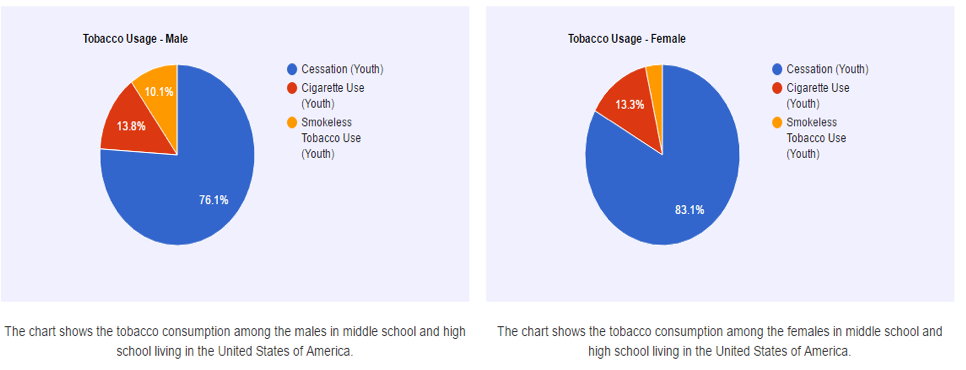 Tobacco Usage - Male
Cessation (Youth)
Cigarette Use
(Youth)
Smokeless
Tobacco Use
(Youth)
10.1%
13.8%
76.1%
The chart shows the tobacco consumption among the males in middle school and high
school living in the United States of America.
Tobacco Usage - Female
Cessation (Youth)
Cigarette Use
(Youth)
Smokeless
Tobacco Use
(Youth)
13.3%
83.1%
The chart shows the tobacco consumption among the females in middle school and
high school living in the United States of America.